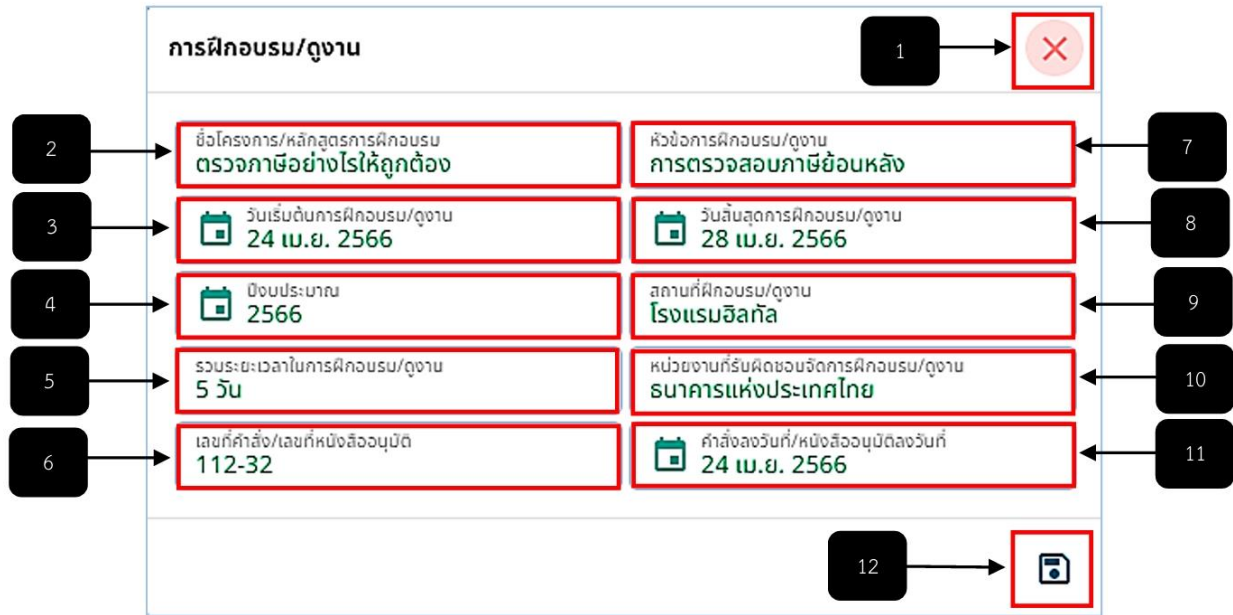 การฝึกอบรม/ดูงาน
1
2
ชื่อโครงการ/หลักสูตรการฝึกอบรม
ตรวจภาษีอย่างไรให้ถูกต้อง
หัวข้อการฝึกอบรม/ดูงาน
การตรวจสอบภาษีย้อนหลัง
7
3
วันเริ่มต้นการฝึกอบรม/ดูงาน
24 เม.ย. 2566
วันสิ้นสุดการฝึกอบรม/ดูงาน
28 เม.ย. 2566
8
4
ปีงบประมาณ
2566
สถานที่ฝึกอบรม/ดูงาน
โรงแรมฮิลทัล
9
5
รวมระยะเวลาในการฝึกอบรม/ดูงาน
5 วัน
หน่วยงานที่รับผิดชอบจัดการฝึกอบรม/ดูงาน
ธนาคารแห่งประเทศไทย
10
6
เลขที่คำสั่ง/เลขที่หนังสืออนุมัติ
112-32
คำสั่งลงวันที่/หนังสืออนุมัติลงวันที่
24 เม.ย. 2566
11
12